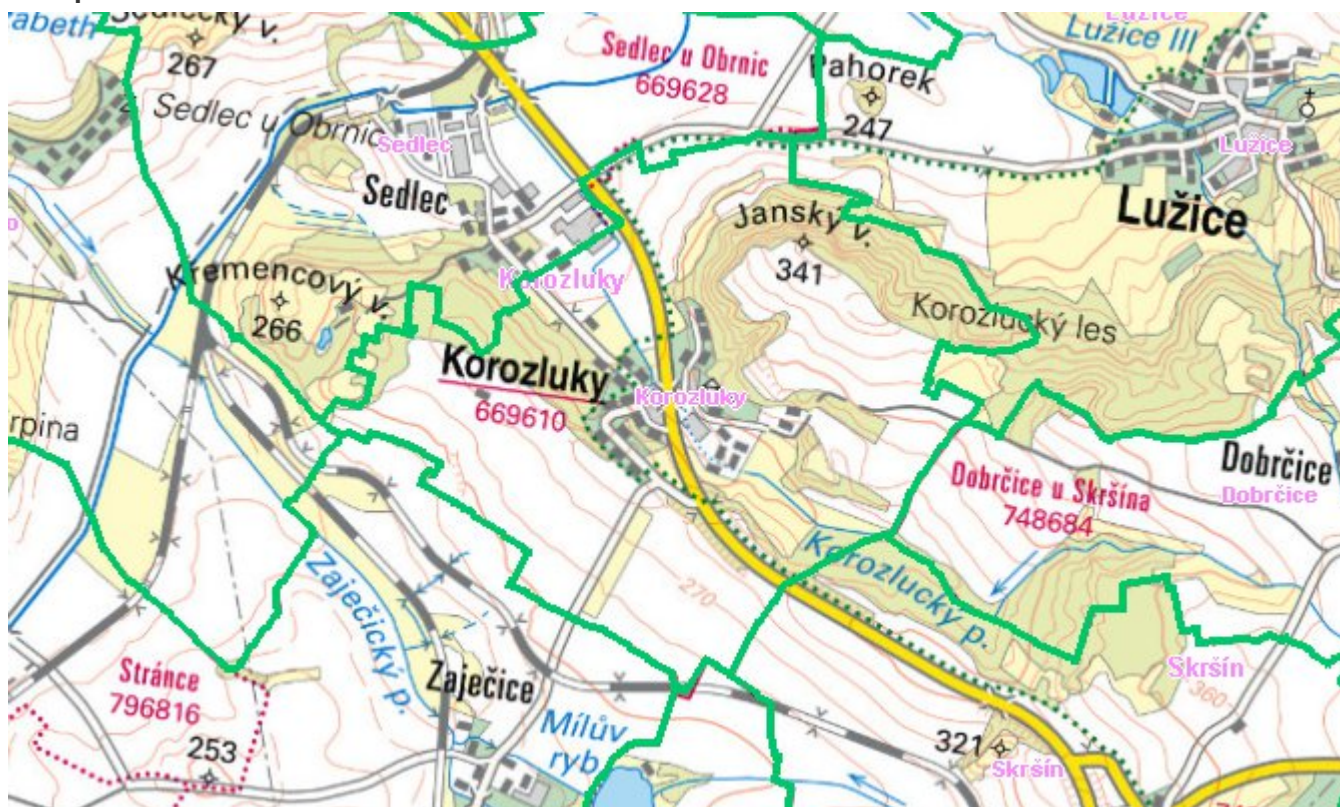 Sedlecký v.
267
Z. Sedlec u Obrnic
Sedlec
Sedlec
Sedlec u Obrnic
669628
Pahorek
247
Lužice
Lužice III
Lužice
Lužice
Janský v.
341
Korozlucký les
Křemencový v.
266
Korozluky
Korozluky
669610
Korozluky
Dobrčice
Dobrčice
Dobrčice u Skršína
748684
Korozlucký p.
270
Zaječický p.
Zaječice
Stránce
796816
253
Mílův
ryb
Skršín
360
321
Skršín